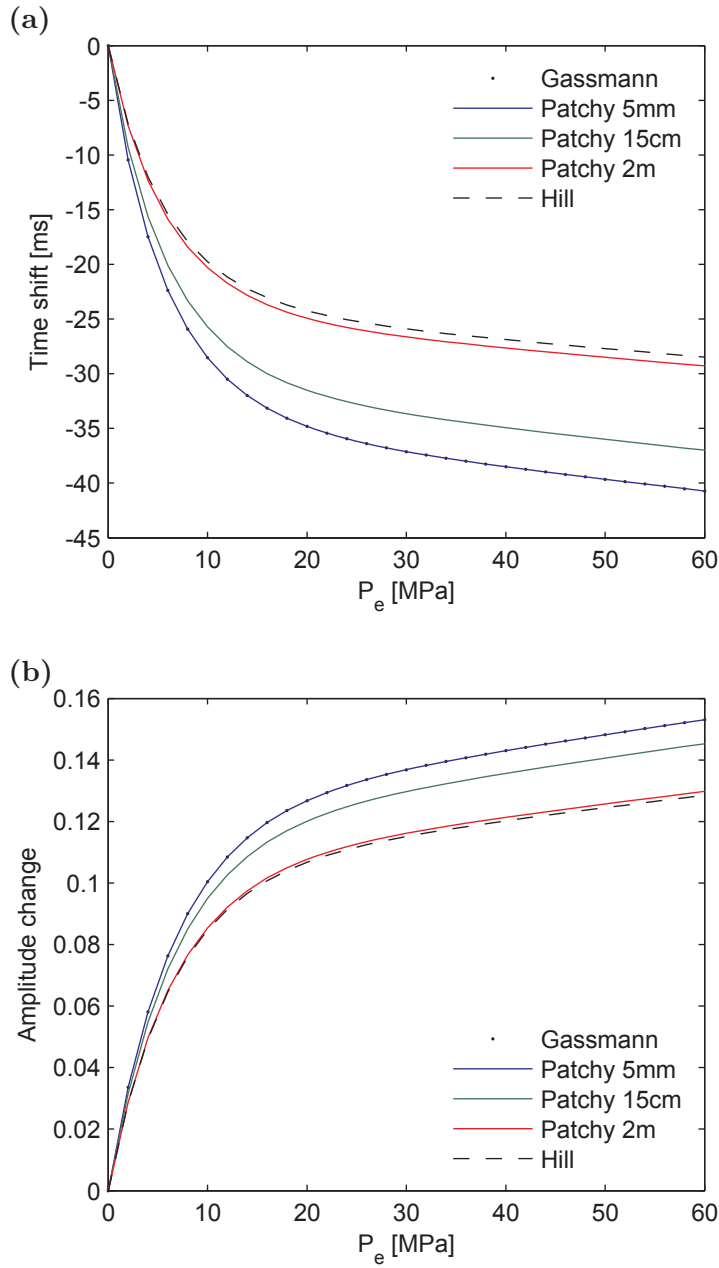 (a)
0
-5
-10
-15
-20
-25
-30
-35
-40
-45
Time shift [ms]
Gassmann
Patchy 5mm
Patchy 15cm
Patchy 2m
Hill
0 10 20 30 40 50 60
P_e [MPa]
(b)
0.16
0.14
0.12
0.1
0.08
0.06
0.04
0.02
0
Amplitude change
Gassmann
Patchy 5mm
Patchy 15cm
Patchy 2m
Hill
0 10 20 30 40 50 60
P_e [MPa]